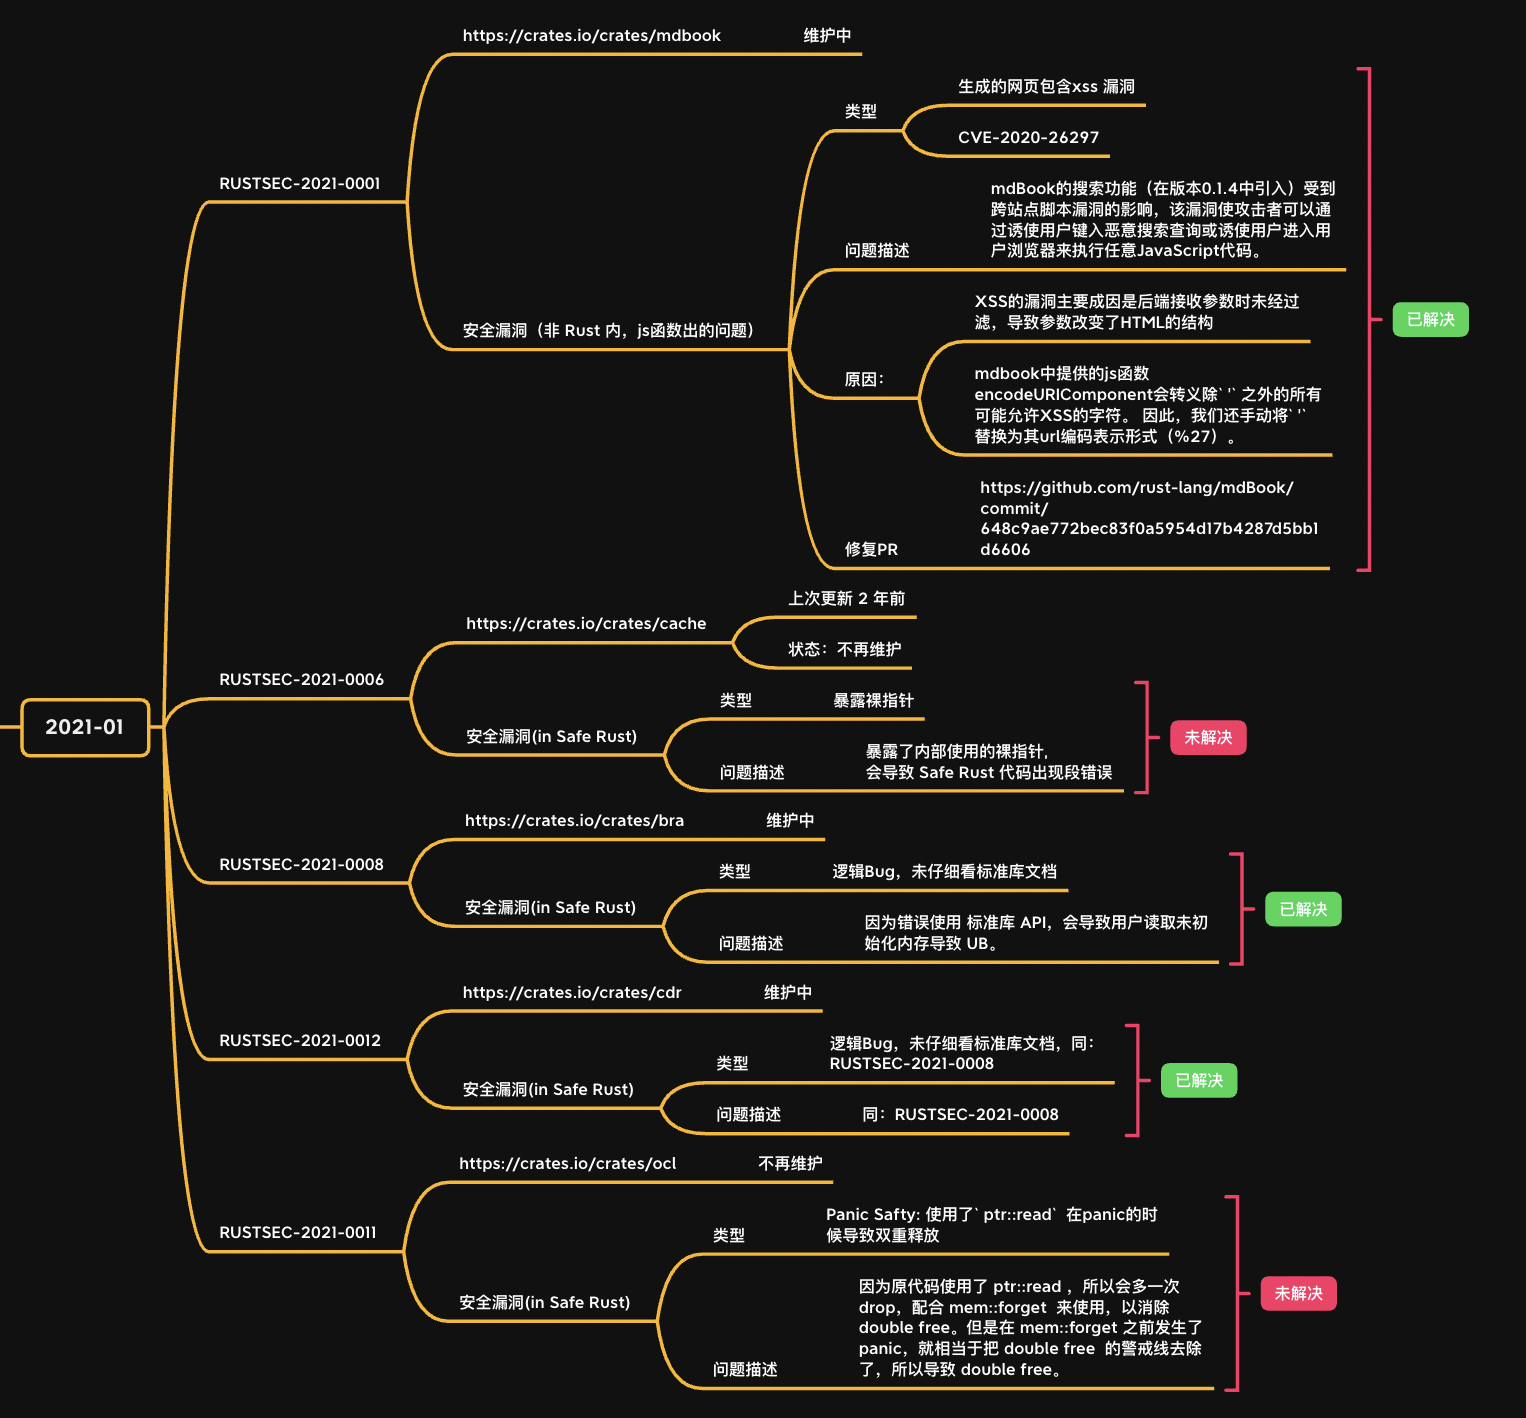 2021-01
RUSTSEC-2021-0001
https://crates.io/crates/mdbook
维护中
安全漏洞（非 Rust 内，js函数出的问题）
类型
生成的网页包含xss 漏洞
CVE-2020-26297
问题描述
mdBook的搜索功能（在版本0.1.4中引入）受到
跨站点脚本漏洞的影响，该漏洞使攻击者可以通
过诱使用户键入恶意搜索查询或诱使用户进入用
户浏览器来执行任意JavaScript代码。
原因：
XSS的漏洞主要成因是后端接收参数时未经过
滤，导致参数改变了HTML的结构
mdbook中提供的js函数
encodeURIComponent会转义除`'` 之外的所有
可能允许XSS的字符。 因此，我们还手动将`'`
替换为其url编码表示形式（%27）。
修复PR
https://github.com/rust-lang/mdBook/
commit/
648c9ae772bec83f0a5954d17b4287d5bb1
d6606
已解决
RUSTSEC-2021-0006
https://crates.io/crates/cache
上次更新 2 年前
状态：不再维护
安全漏洞(in Safe Rust)
类型
暴露裸指针
问题描述
暴露了内部使用的裸指针，
会导致 Safe Rust 代码出现段错误
未解决
RUSTSEC-2021-0008
https://crates.io/crates/bra
维护中
安全漏洞(in Safe Rust)
类型
逻辑Bug，未仔细看标准库文档
问题描述
因为错误使用 标准库 API，会导致用户读取未初
始化内存导致 UB。
已解决
RUSTSEC-2021-0012
https://crates.io/crates/cdr
维护中
安全漏洞(in Safe Rust)
类型
逻辑Bug，未仔细看标准库文档，同：
RUSTSEC-2021-0008
问题描述
同：RUSTSEC-2021-0008
已解决
RUSTSEC-2021-0011
https://crates.io/crates/ocl
不再维护
安全漏洞(in Safe Rust)
类型
Panic Safty: 使用了`ptr::read` 在panic的时
候导致双重释放
问题描述
因为原代码使用了 ptr::read ，所以会多一次
drop，配合 mem::forget 来使用，以消除
double free。但是在 mem::forget 之前发生了
panic，就相当于把 double free 的警戒线去除
了，所以导致 double free。
未解决